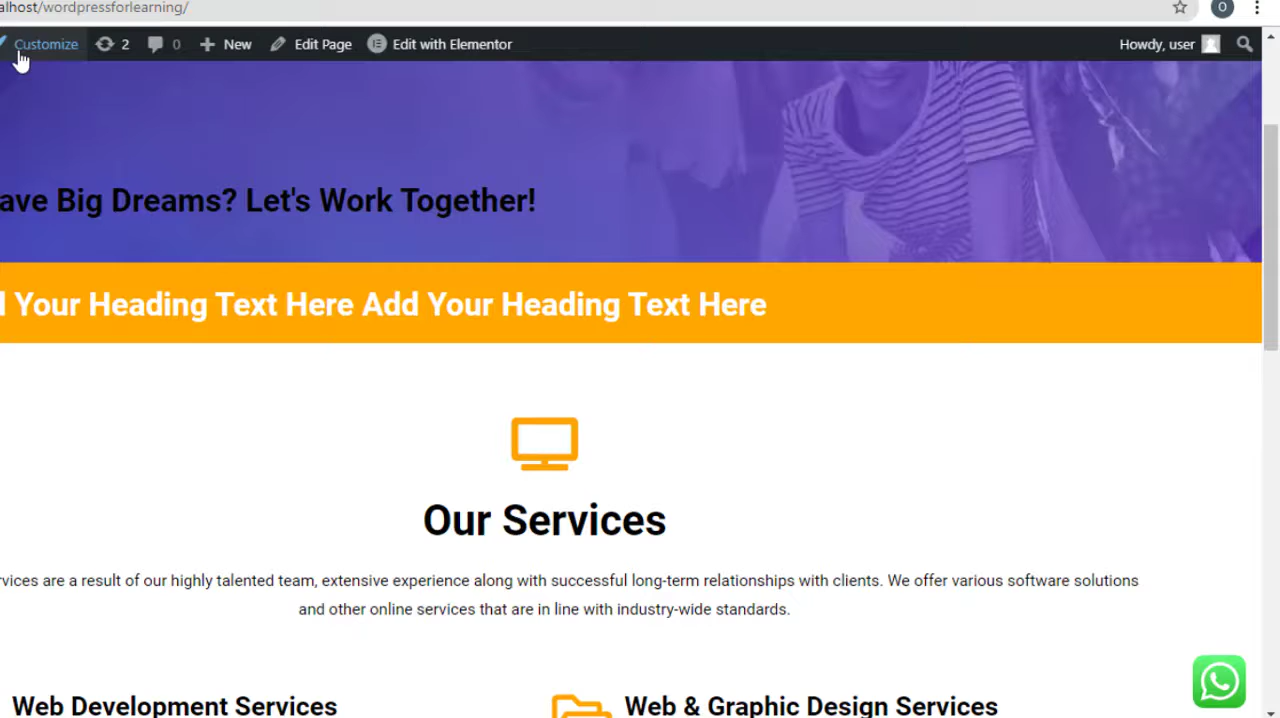 alhost/wordpressforlearning/ O
Customize 2 0 New Edit Page Edit with Elementor Howdy, user
ave Big Dreams? Let's Work Together!
d Your Heading Text Here Add Your Heading Text Here
Our Services
rvices are a result of our highly talented team, extensive experience along with successful long-term relationships with clients. We offer various software solutions
and other online services that are in line with industry-wide standards.
Web Development Services Web & Graphic Design Services